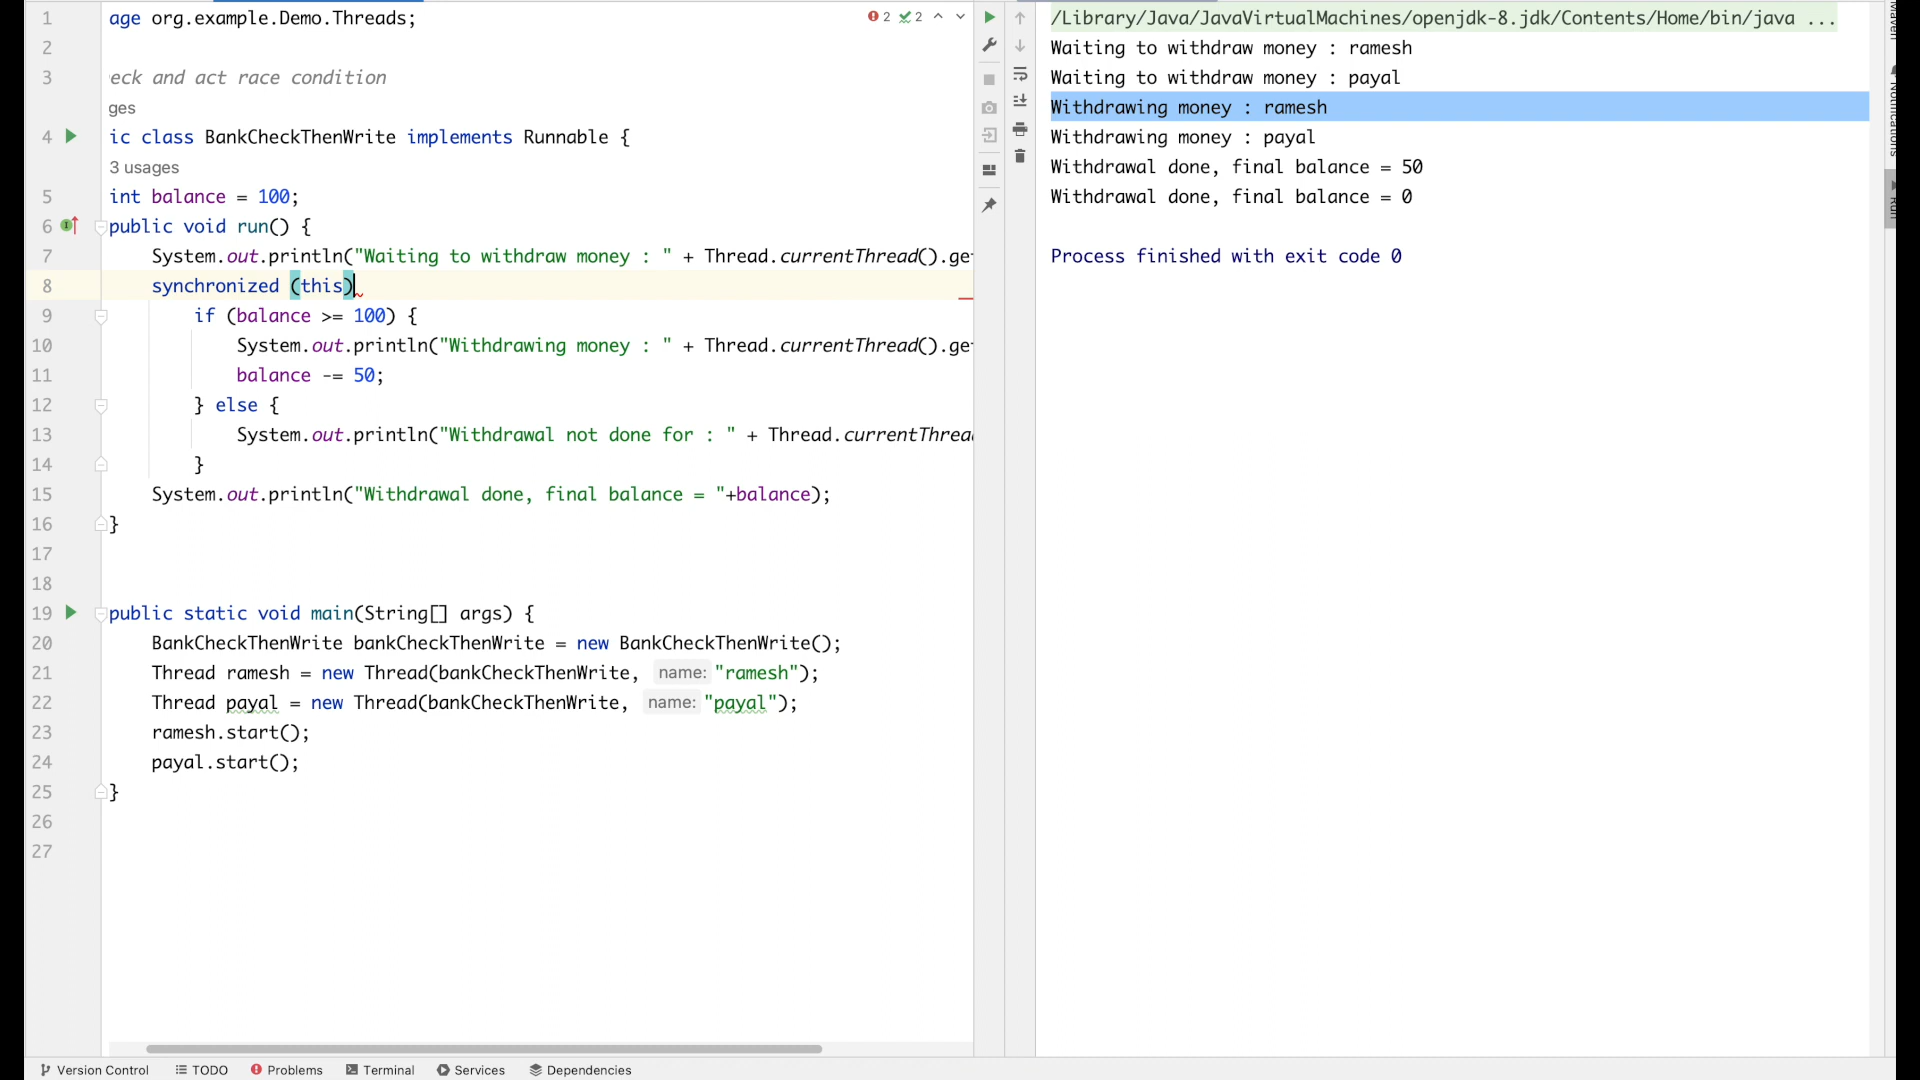 1 age org.example.Demo.Threads; 2 2
2
3 eck and act race condition
ges
4 ic class BankCheckThenWrite implements Runnable {
3 usages
5 int balance = 100;
6 public void run() {
7 System.out.println("Waiting to withdraw money : " + Thread.currentThread().get
8 synchronized (this)
9 if (balance >= 100) {
10 System.out.println("Withdrawing money : " + Thread.currentThread().get
11 balance -= 50;
12 } else {
13 System.out.println("Withdrawal not done for : " + Thread.currentThread
14 }
15 System.out.println("Withdrawal done, final balance = "+balance);
16 }
17
18
19 public static void main(String[] args) {
20 BankCheckThenWrite bankCheckThenWrite = new BankCheckThenWrite();
21 Thread ramesh = new Thread(bankCheckThenWrite, name: "ramesh");
22 Thread payal = new Thread(bankCheckThenWrite, name: "payal");
23 ramesh.start();
24 payal.start();
25 }
26
27
/Library/Java/JavaVirtualMachines/openjdk-8.jdk/Contents/Home/bin/java ...
Waiting to withdraw money : ramesh
Waiting to withdraw money : payal
Withdrawing money : ramesh
Withdrawing money : payal
Withdrawal done, final balance = 50
Withdrawal done, final balance = 0
Process finished with exit code 0
Maven
Notifications
Run
Version Control TODO Problems Terminal Services Dependencies